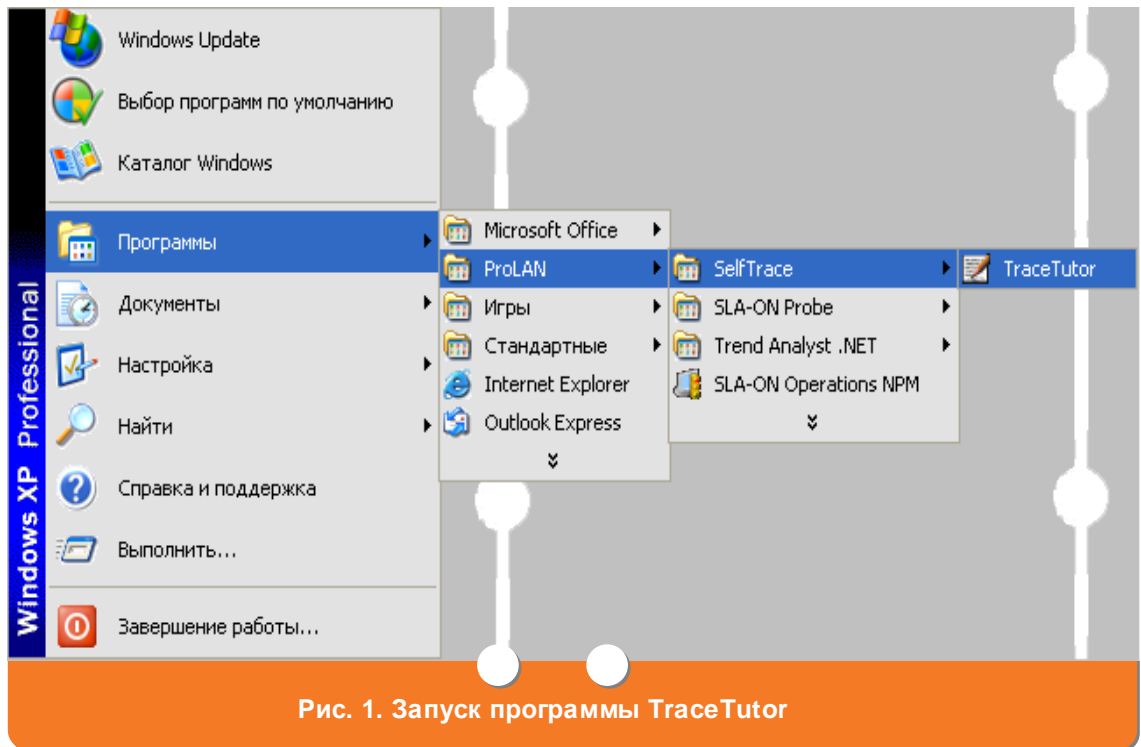 Windows XP Professional
Windows Update
Выбор программ по умолчанию
Каталог Windows
Программы
Документы
Настройка
Найти
Справка и поддержка
Выполнить...
Завершение работы...
Microsoft Office
ProLAN
Игры
Стандартные
Internet Explorer
Outlook Express
SelfTrace
SLA-ON Probe
Trend Analyst .NET
SLA-ON Operations NPM
TraceTutor
Рис. 1. Запуск программы TraceTutor